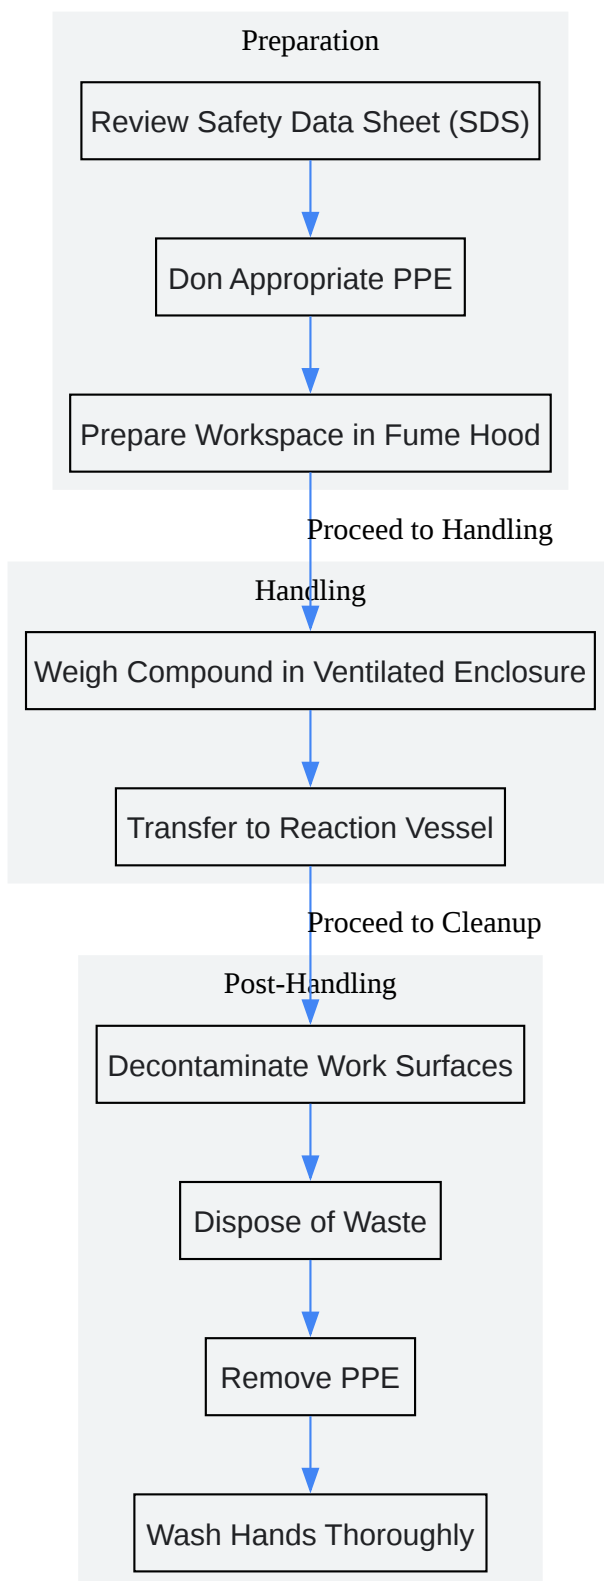 Preparation
Review Safety Data Sheet (SDS)
Don Appropriate PPE
Prepare Workspace in Fume Hood
Proceed to Handling
Handling
Weigh Compound in Ventilated Enclosure
Transfer to Reaction Vessel
Proceed to Cleanup
Post-Handling
Decontaminate Work Surfaces
Dispose of Waste
Remove PPE
Wash Hands Thoroughly